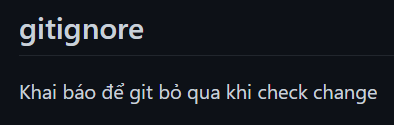 gitignore
Khai báo để git bỏ qua khi check change